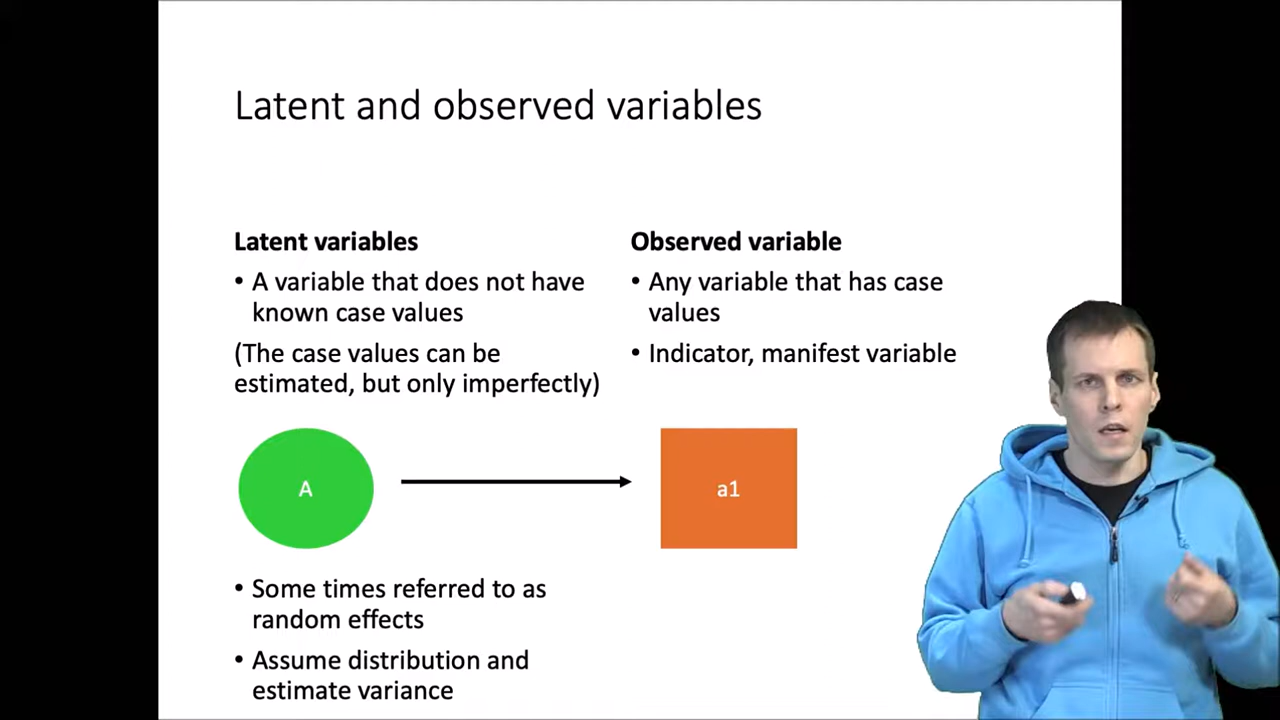 Latent and observed variables
Latent variables
• A variable that does not have
known case values
(The case values can be
estimated, but only imperfectly)
Observed variable
• Any variable that has case
values
• Indicator, manifest variable
A
a1
• Some times referred to as
random effects
• Assume distribution and
estimate variance